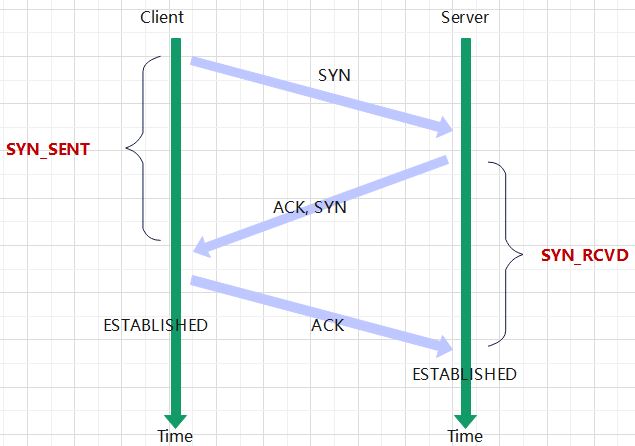 Client
Server
SYN
SYN_SENT
ACK, SYN
SYN_RCVD
ESTABLISHED
ACK
ESTABLISHED
Time
Time